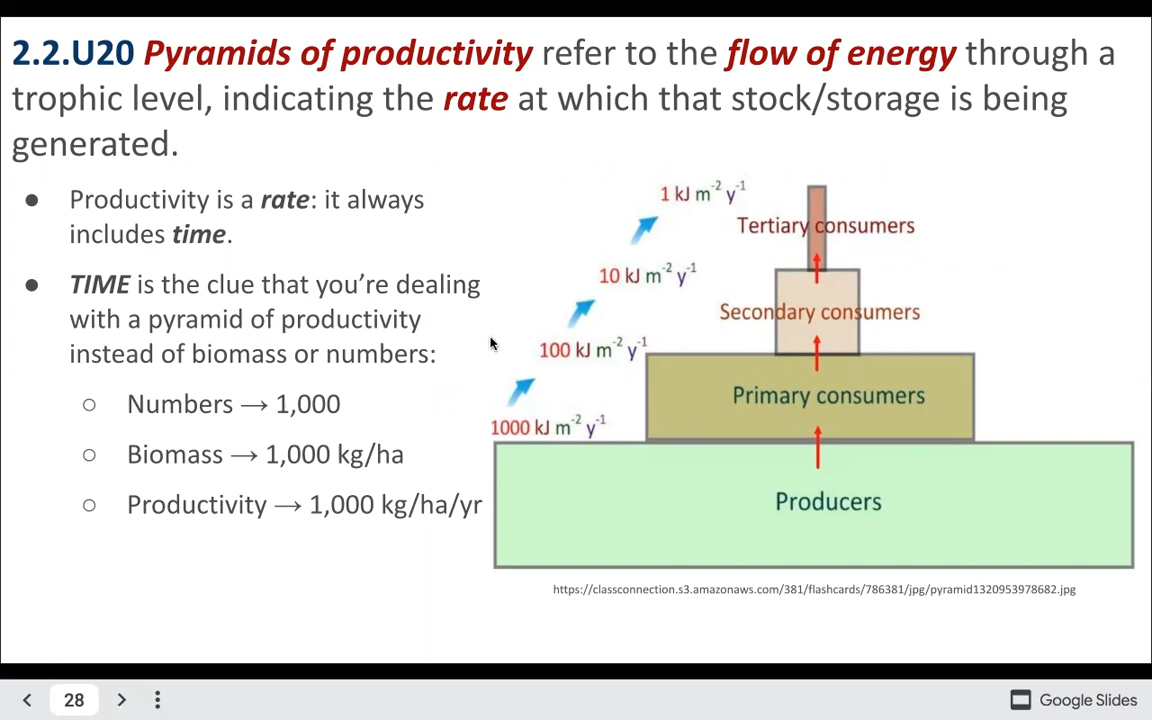 2.2.U20 Pyramids of productivity refer to the flow of energy through a
trophic level, indicating the rate at which that stock/storage is being
generated.
● Productivity is a rate: it always
includes time.
● TIME is the clue that you’re dealing
with a pyramid of productivity
instead of biomass or numbers:
○ Numbers → 1,000
○ Biomass → 1,000 kg/ha
○ Productivity → 1,000 kg/ha/yr
1 kJ m⁻² y⁻¹
Tertiary consumers
10 kJ m⁻² y⁻¹
Secondary consumers
100 kJ m⁻² y⁻¹
Primary consumers
1000 kJ m⁻² y⁻¹
Producers
https://classconnection.s3.amazonaws.com/381/flashcards/786381/jpg/pyramid1320953978682.jpg
28
Google Slides